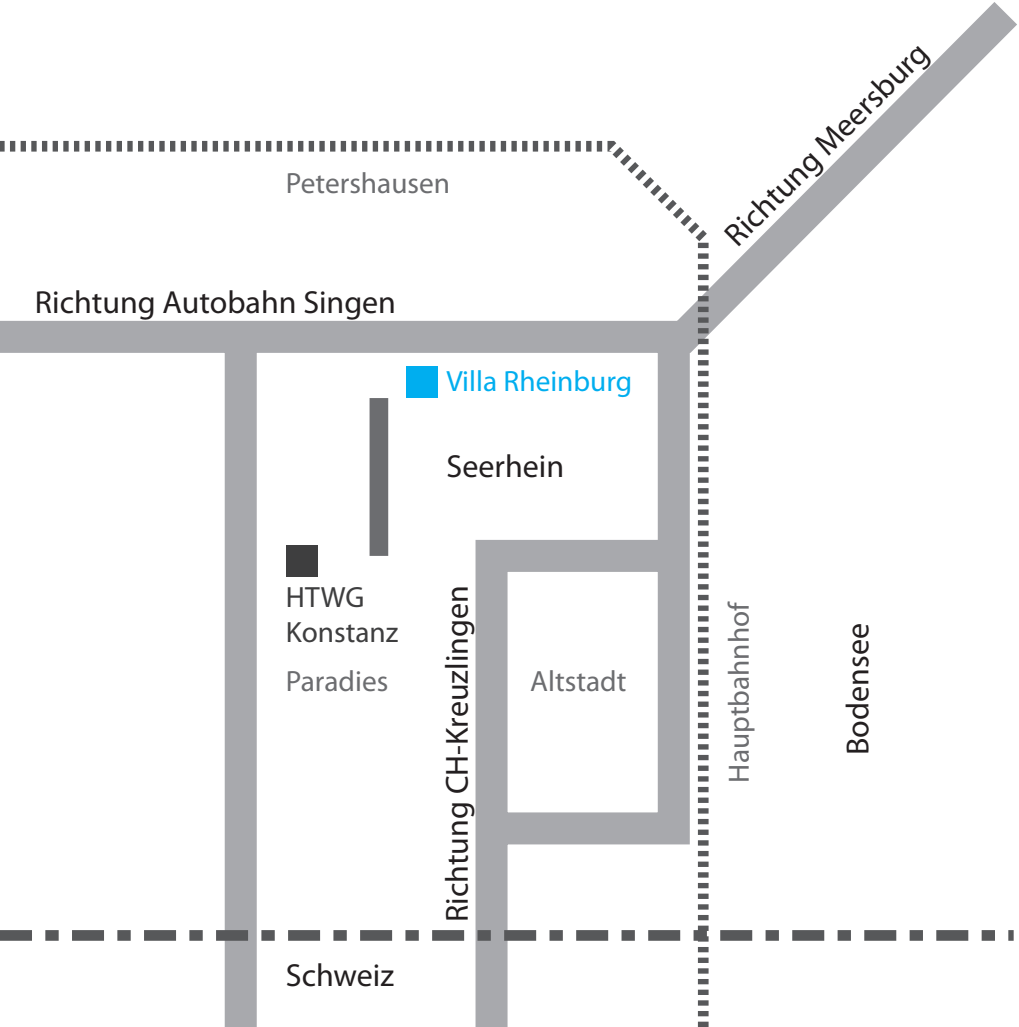 Richtung Meersburg
Petershausen
Richtung Autobahn Singen
Villa Rheinburg
Seerhein
HTWG
Konstanz
Paradies
Richtung CH-Kreuzlingen
Altstadt
Hauptbahnhof
Bodensee
Schweiz